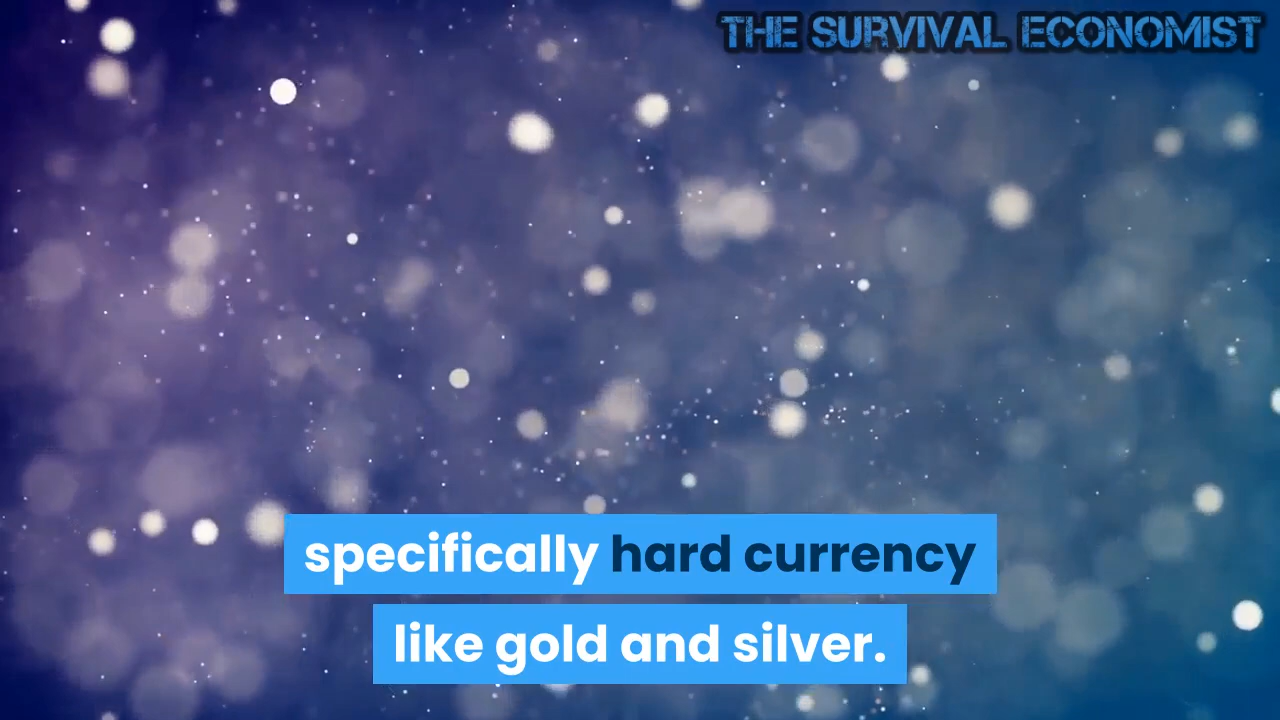 THE SURVIVAL ECONOMIST
specifically hard currency
like gold and silver.